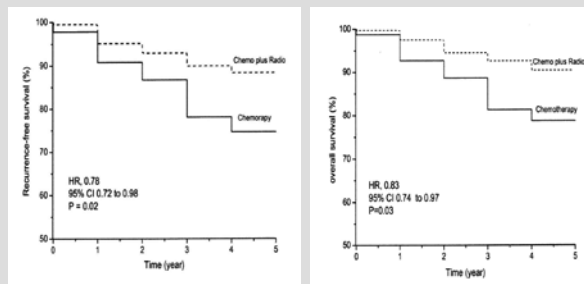 Recurrence-free survival (%)
100
90
80
70
60
50
Chemo plus Radio
Chemorapy
HR, 0.78
95% CI 0.72 to 0.98
P = 0.02
0 1 2 3 4 5
Time (year)
overall survival (%)
100
90
80
70
60
50
Chemo plus Radio
Chemotherapy
HR, 0.83
95% CI 0.74 to 0.97
P=0.03
0 1 2 3 4 5
Time (year)